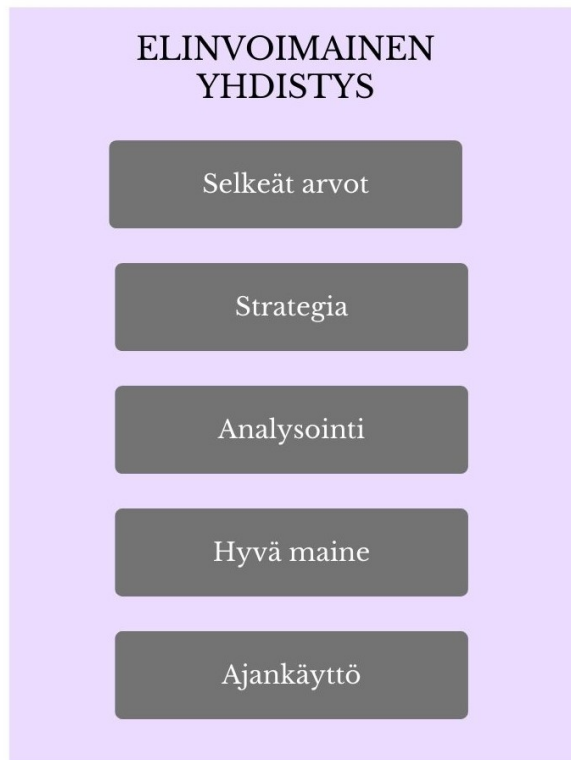 ELINVOIMAINEN
YHDISTYS
Selkeät arvot
Strategia
Analysointi
Hyvä maine
Ajankäyttö